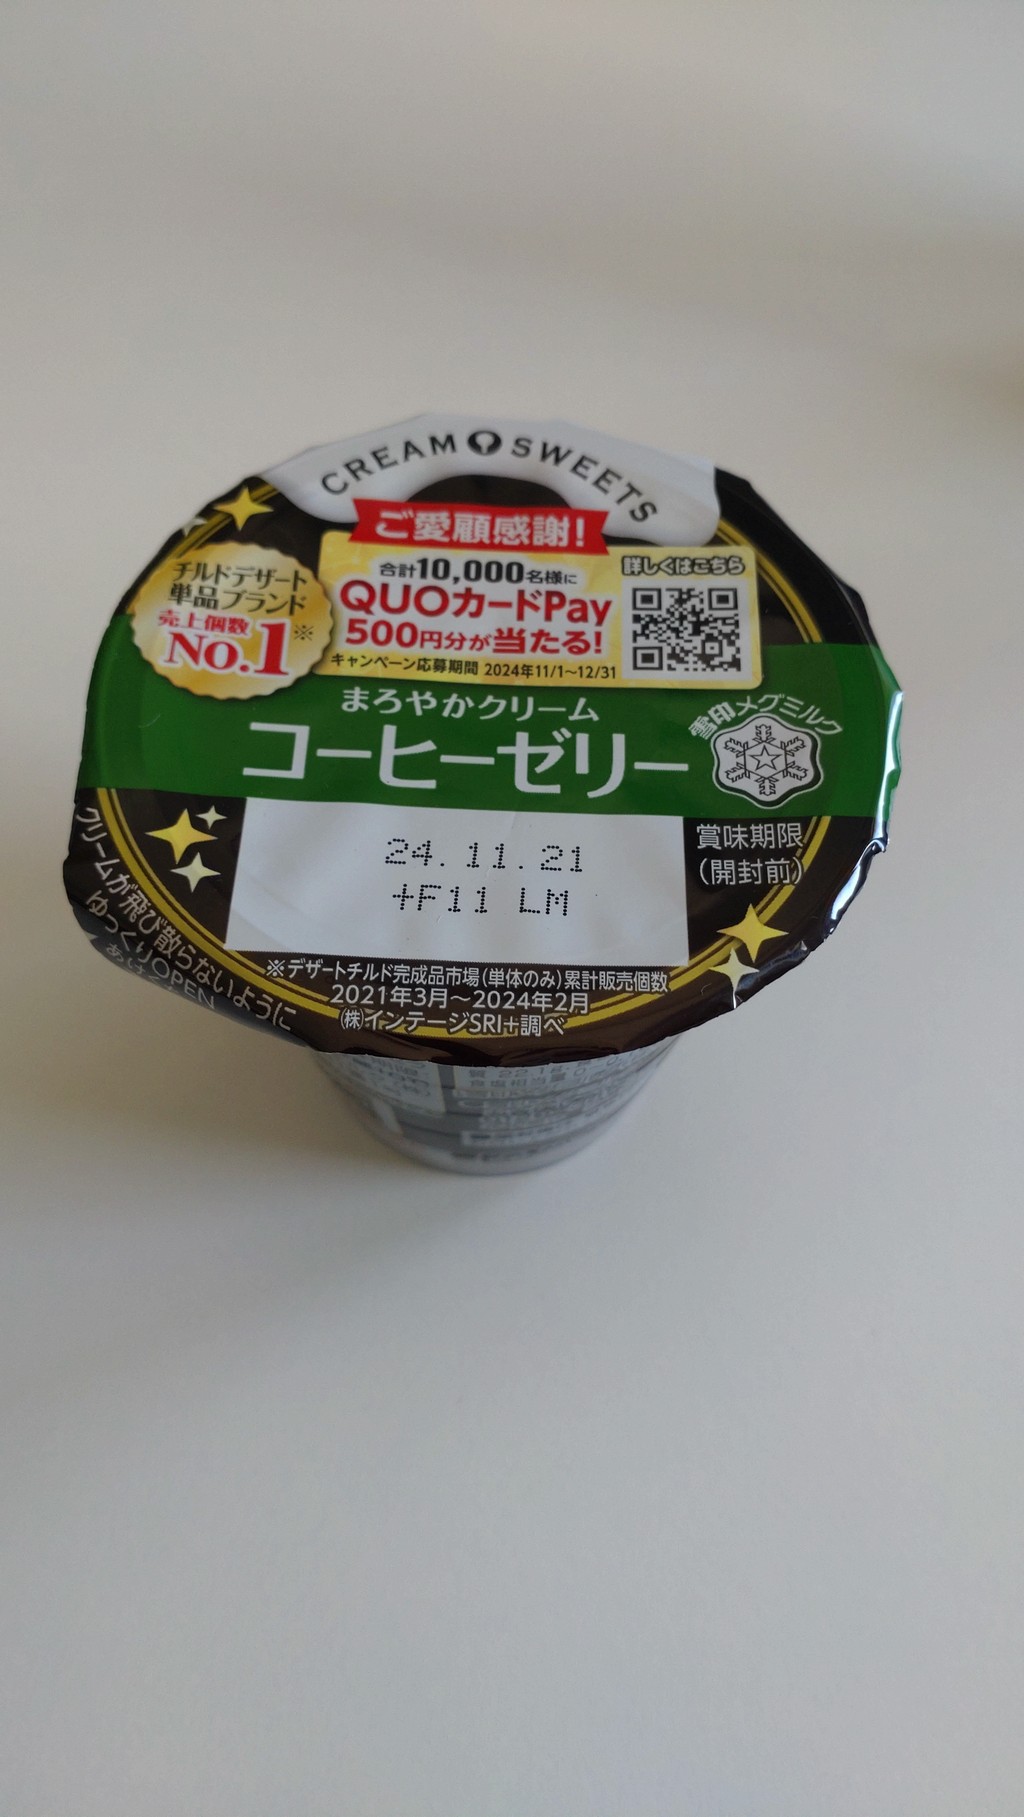 CREAM SWEETS
ご愛顧感謝!
チルドデザート
単品ブランド
売上個数
No.1※
合計10,000名様に
QUOカードPay
500円分が当たる!
キャンペーン応募期間 2024年11/1~12/31
詳しくはこちら
まろやかクリーム
コーヒーゼリー
雪印メグミルク
24.11.21
+F11 LM
賞味期限
(開封前)
クリームが飛び散らないように
ゆっくりOPEN
※デザートチルド完成品市場(単体のみ)累計販売個数
2021年3月~2024年2月
㈱インテージSRI+調べ
食塩相当量